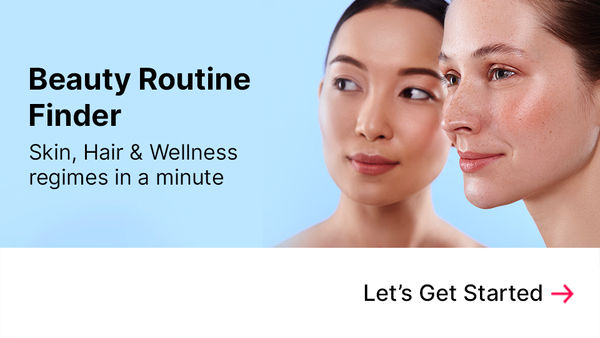 Beauty Routine
Finder
Skin, Hair & Wellness
regimes in a minute
Let’s Get Started